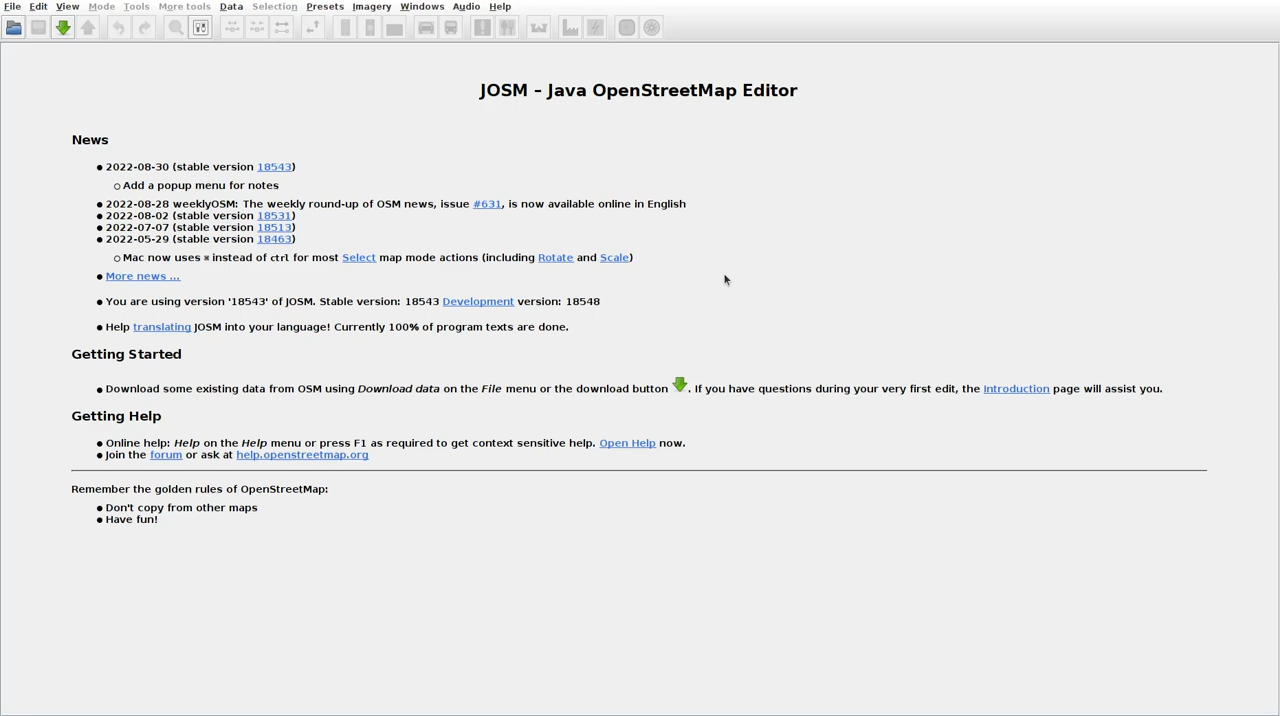 File Edit View Mode Tools More tools Data Selection Presets Imagery Windows Audio Help
JOSM – Java OpenStreetMap Editor
News
2022-08-30 (stable version 18543)
Add a popup menu for notes
2022-08-28 weeklyOSM: The weekly round-up of OSM news, issue #631, is now available online in English
2022-08-02 (stable version 18531)
2022-07-07 (stable version 18513)
2022-05-29 (stable version 18463)
Mac now uses ⌘ instead of ctrl for most Select map mode actions (including Rotate and Scale)
More news ...
You are using version '18543' of JOSM. Stable version: 18543 Development version: 18548
Help translating JOSM into your language! Currently 100% of program texts are done.
Getting Started
Download some existing data from OSM using Download data on the File menu or the download button . If you have questions during your very first edit, the Introduction page will assist you.
Getting Help
Online help: Help on the Help menu or press F1 as required to get context sensitive help. Open Help now.
Join the forum or ask at help.openstreetmap.org
Remember the golden rules of OpenStreetMap:
Don't copy from other maps
Have fun!